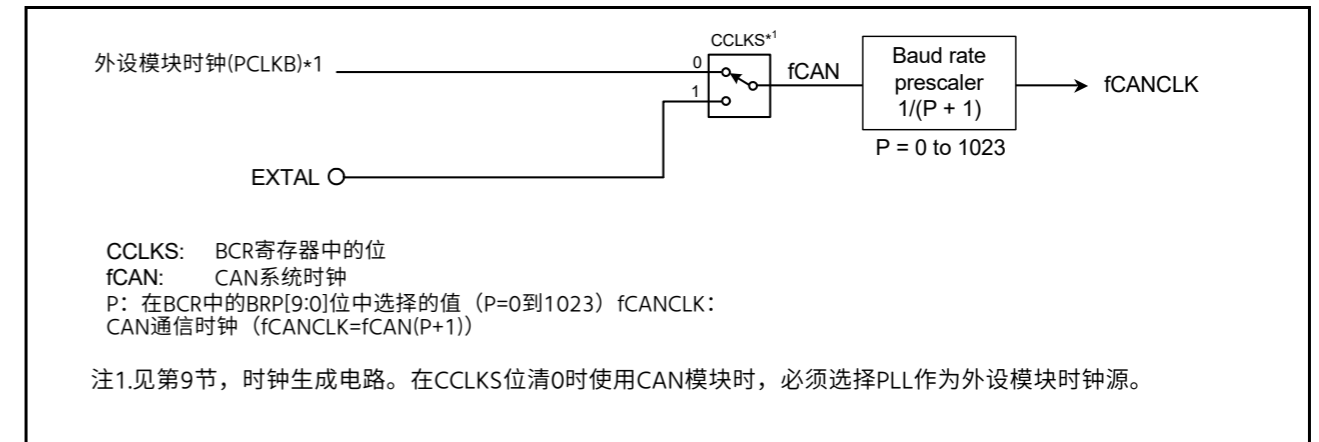 CCLKS*1
外设模块时钟(PCLKB)*1
0
fCAN
1
Baud rate
prescaler
1/(P + 1)
fCANCLK
P = 0 to 1023
EXTAL
CCLKS: BCR寄存器中的位
fCAN: CAN系统时钟
P：在BCR中的BRP[9:0]位中选择的值（P=0到1023）fCANCLK：
CAN通信时钟（fCANCLK=fCAN(P+1)）
注1.见第9节，时钟生成电路。在CCLKS位清0时使用CAN模块时，必须选择PLL作为外设模块时钟源。